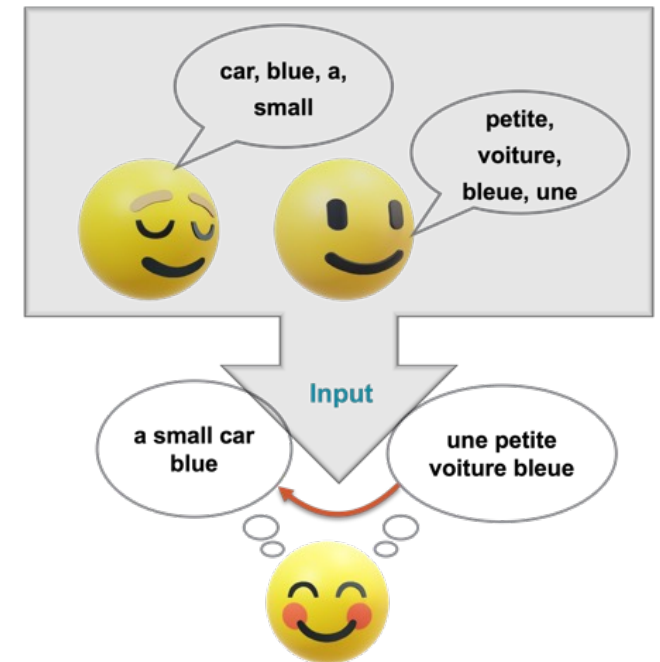 car, blue, a,
small
petite,
voiture,
bleue, une
Input
a small car
blue
une petite
voiture bleue